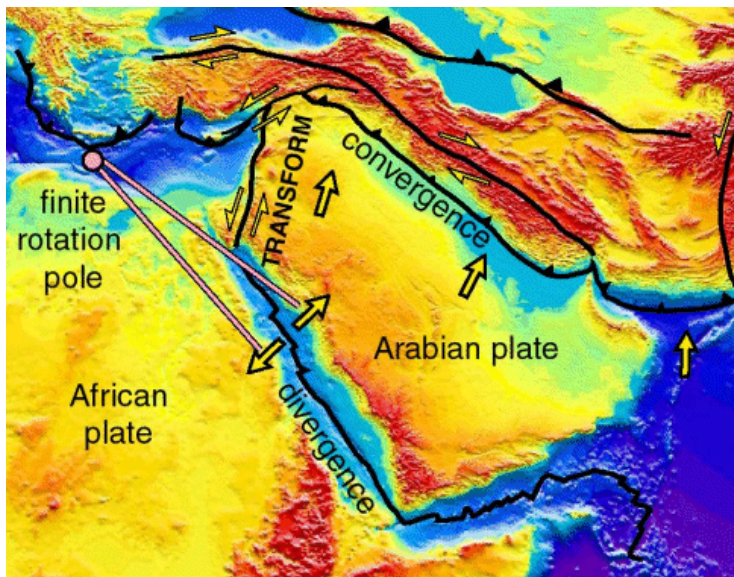 TRANSFORM
convergence
finite
rotation
pole
Arabian plate
African
plate
divergence